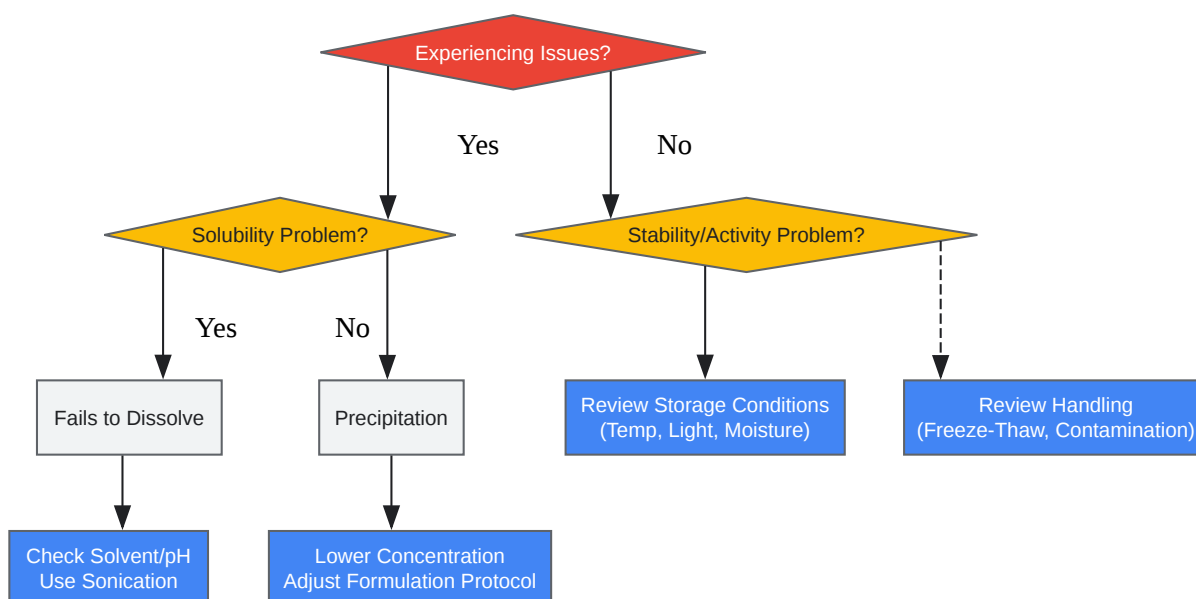 Experiencing Issues?
Yes
No
Solubility Problem?
Stability/Activity Problem?
Yes
No
Fails to Dissolve
Precipitation
Review Storage Conditions
(Temp, Light, Moisture)
Review Handling
(Freeze-Thaw, Contamination)
Check Solvent/pH
Use Sonication
Lower Concentration
Adjust Formulation Protocol